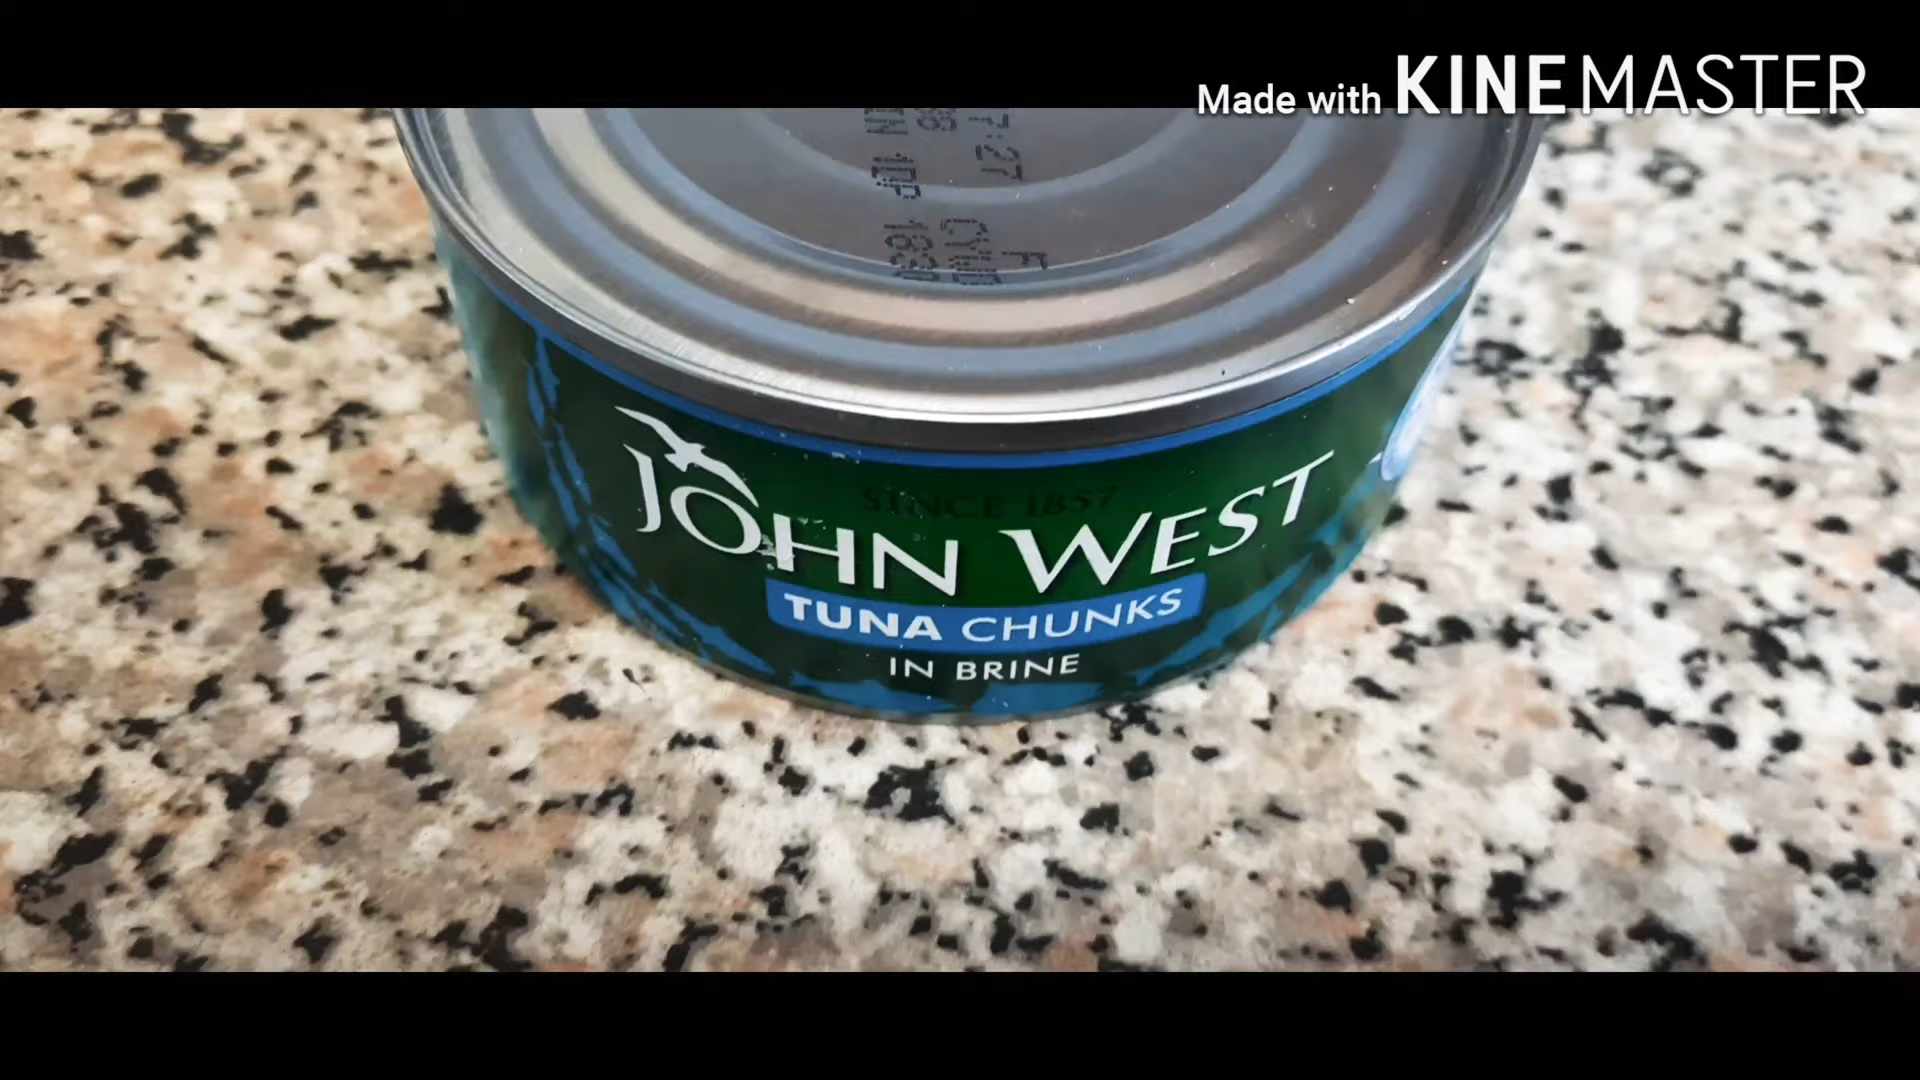 Made with KINEMASTER
SINCE 1857
JOHN WEST
TUNA CHUNKS
IN BRINE